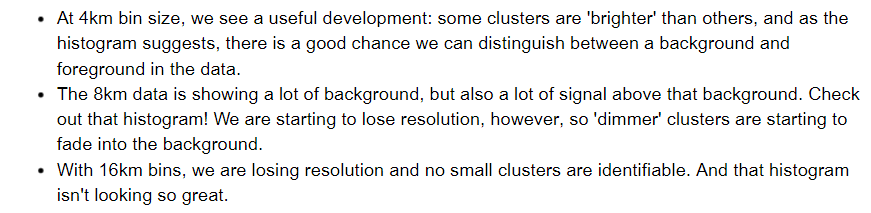 • At 4km bin size, we see a useful development: some clusters are 'brighter' than others, and as the
histogram suggests, there is a good chance we can distinguish between a background and
foreground in the data.
• The 8km data is showing a lot of background, but also a lot of signal above that background. Check
out that histogram! We are starting to lose resolution, however, so 'dimmer' clusters are starting to
fade into the background.
• With 16km bins, we are losing resolution and no small clusters are identifiable. And that histogram
isn't looking so great.